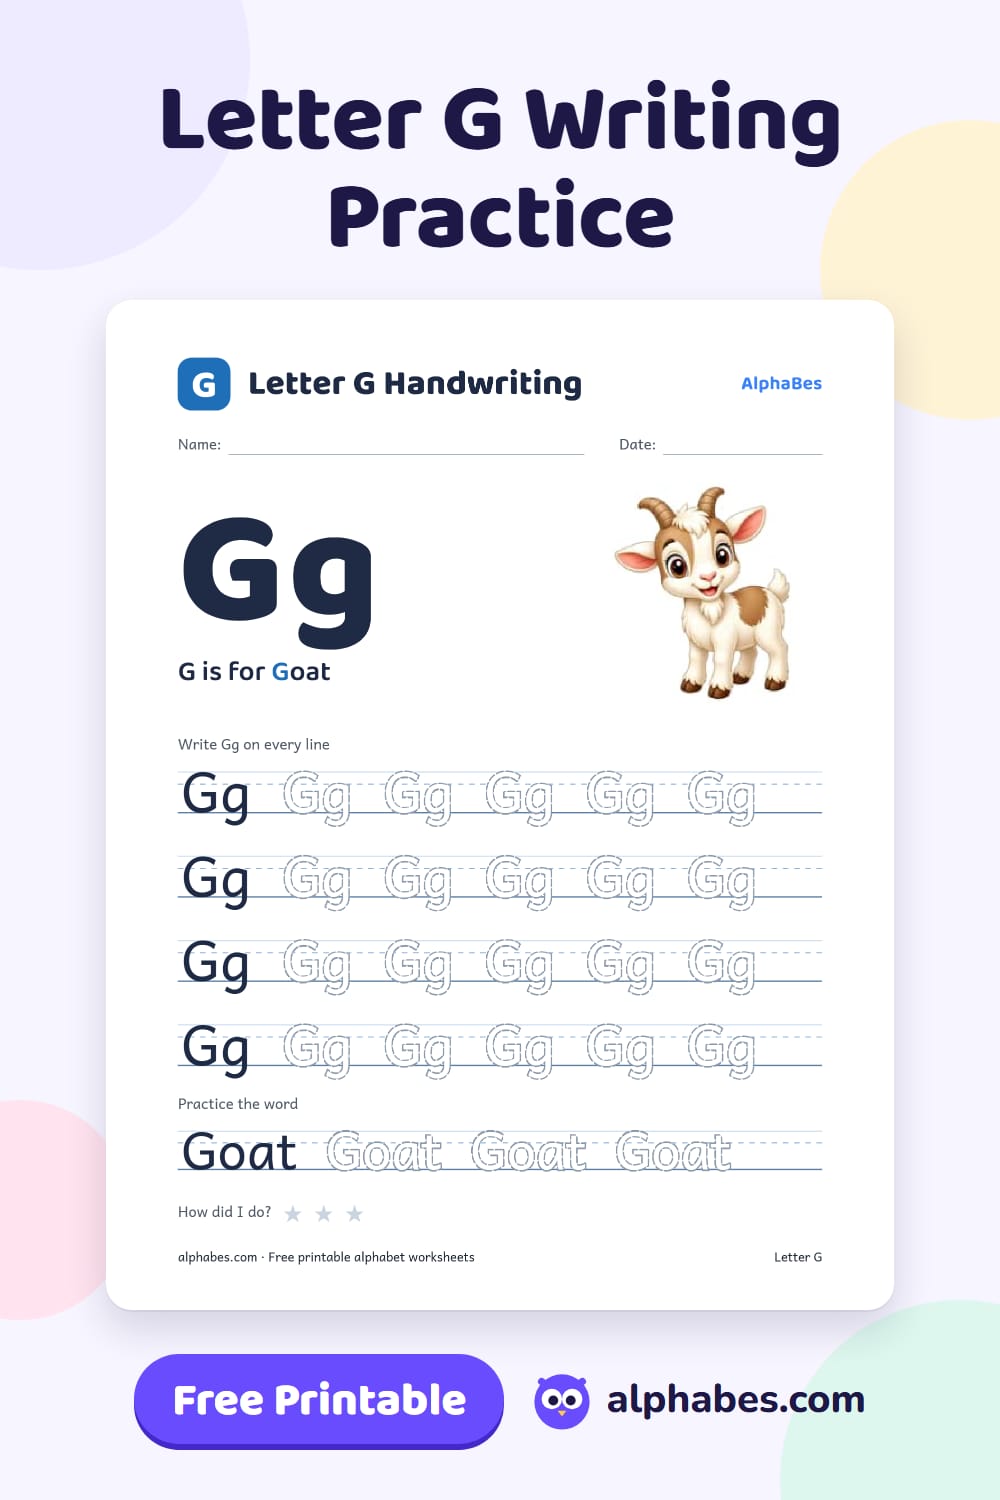 Letter G Writing
Practice
G Letter G Handwriting AlphaBes
Name: Date:
Gg
G is for Goat
Write Gg on every line
Gg Gg Gg Gg Gg Gg
Gg Gg Gg Gg Gg Gg
Gg Gg Gg Gg Gg Gg
Gg Gg Gg Gg Gg Gg
Practice the word
Goat Goat Goat Goat
How did I do?
alphabes.com · Free printable alphabet worksheets Letter G
Free Printable alphabes.com